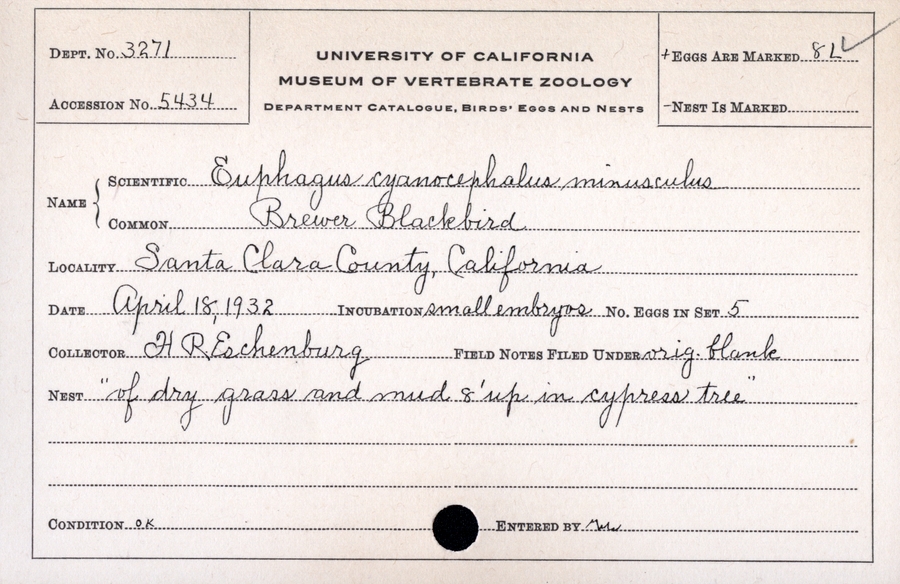 DEPT. No. 3271
ACCESSION No. 5434
UNIVERSITY OF CALIFORNIA
MUSEUM OF VERTEBRATE ZOOLOGY
DEPARTMENT CATALOGUE, BIRDS' EGGS AND NESTS
+EGGS ARE MARKED 82
-NEST IS MARKED
NAME
SCIENTIFIC Euphagus cyanocephalus minusculus
COMMON Brewer Blackbird
LOCALITY Santa Clara County, California
DATE April 18, 1932 INCUBATION small embryos No. EGGS IN SET 5
COLLECTOR H R Eschenburg FIELD NOTES FILED UNDER orig. blank
NEST "of dry grass and mud 8' up in cypress tree"
CONDITION OK ENTERED BY